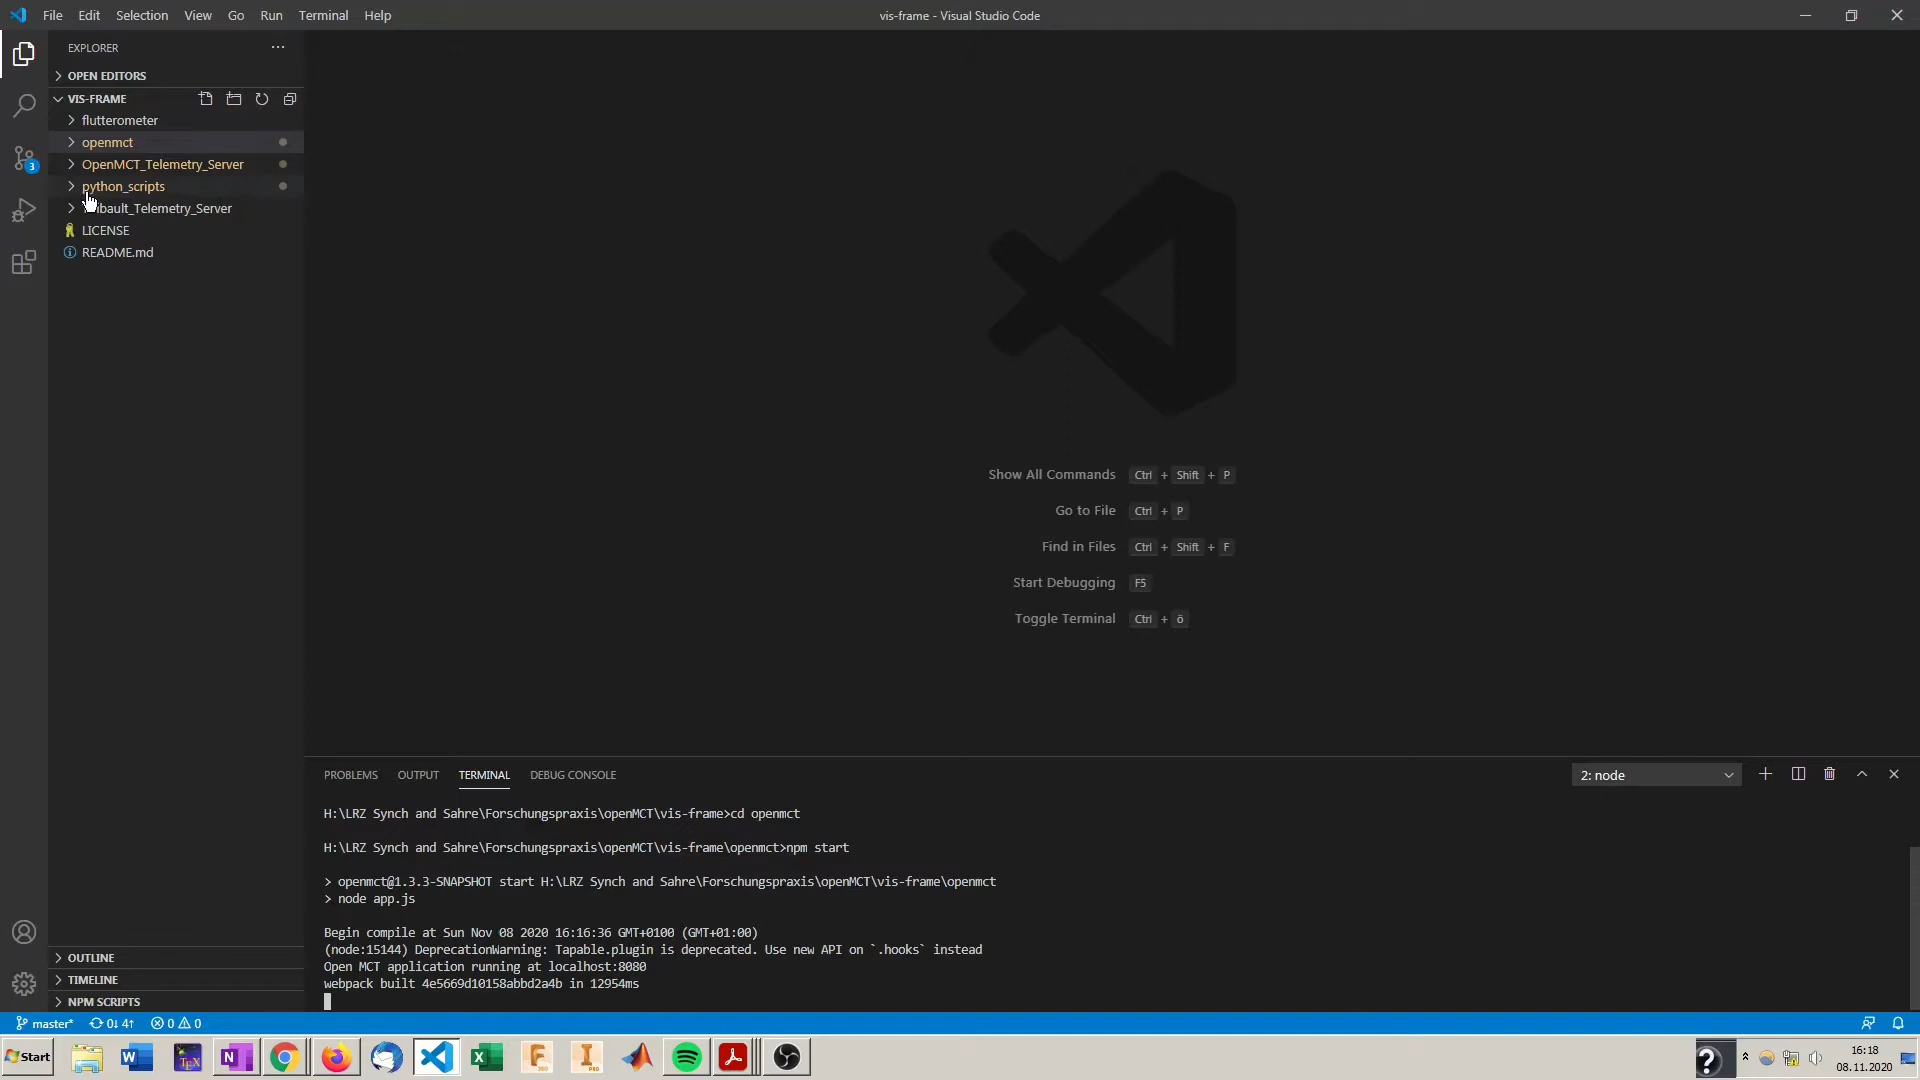 File Edit Selection View Go Run Terminal Help
vis-frame - Visual Studio Code
EXPLORER
OPEN EDITORS
VIS-FRAME
flutterometer
openmct
OpenMCT_Telemetry_Server
python_scripts
ibault_Telemetry_Server
LICENSE
README.md
3
Show All Commands Ctrl + Shift + P
Go to File Ctrl + P
Find in Files Ctrl + Shift + F
Start Debugging F5
Toggle Terminal Ctrl + ö
PROBLEMS OUTPUT TERMINAL DEBUG CONSOLE
2: node
H:\LRZ Synch and Sahre\Forschungspraxis\openMCT\vis-frame>cd openmct
H:\LRZ Synch and Sahre\Forschungspraxis\openMCT\vis-frame\openmct>npm start
> openmct@1.3.3-SNAPSHOT start H:\LRZ Synch and Sahre\Forschungspraxis\openMCT\vis-frame\openmct
> node app.js
Begin compile at Sun Nov 08 2020 16:16:36 GMT+0100 (GMT+01:00)
(node:15144) DeprecationWarning: Tapable.plugin is deprecated. Use new API on `.hooks` instead
Open MCT application running at localhost:8080
webpack built 4e5669d10158abbd2a4b in 12954ms
OUTLINE
TIMELINE
NPM SCRIPTS
master* 0↓ 4↑ 0 0
Start
16:18
08.11.2020